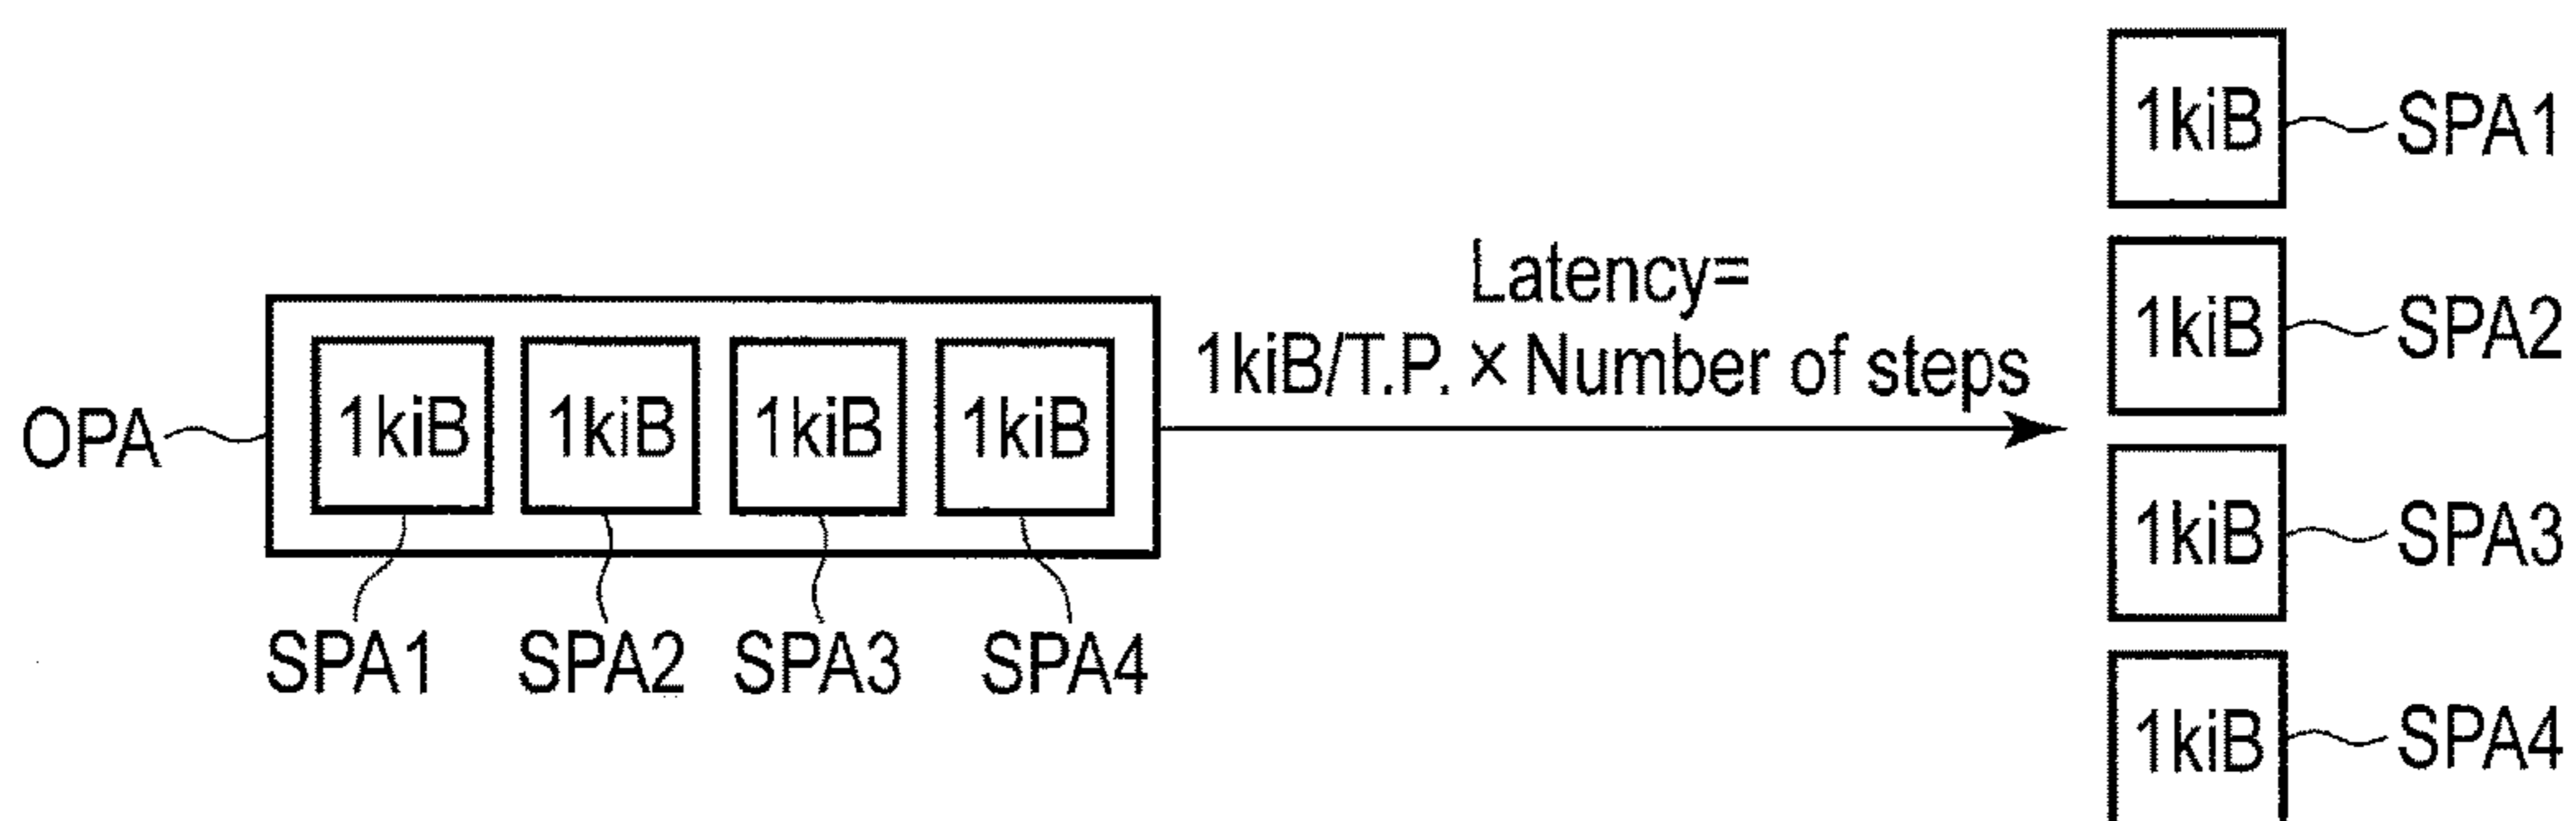 OPA
1kiB 1kiB 1kiB 1kiB
SPA1 SPA2 SPA3 SPA4
Latency=
1kiB/T.P. × Number of steps
1kiB SPA1
1kiB SPA2
1kiB SPA3
1kiB SPA4